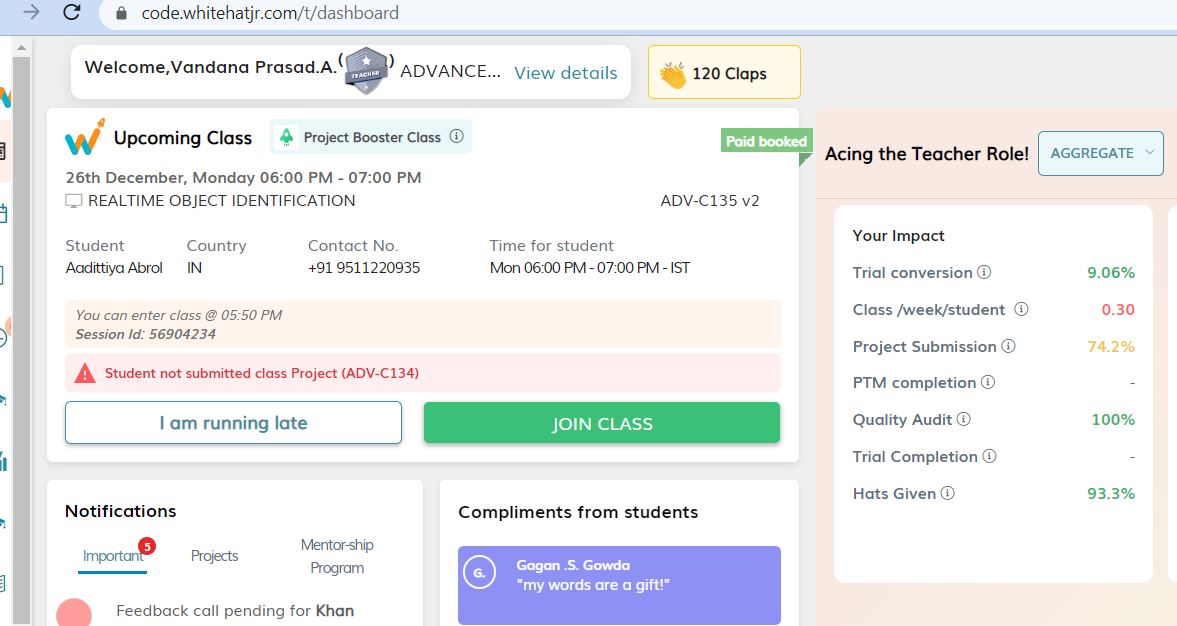 code.whitehatjr.com/t/dashboard
Welcome,Vandana Prasad.A.( TEACHER ) ADVANCE... View details
120 Claps
Upcoming Class
Project Booster Class
Paid booked
26th December, Monday 06:00 PM - 07:00 PM
REALTIME OBJECT IDENTIFICATION
ADV-C135 v2
Student Country Contact No. Time for student
Aadittiya Abrol IN +91 9511220935 Mon 06:00 PM - 07:00 PM - IST
You can enter class @ 05:50 PM
Session Id: 56904234
Student not submitted class Project (ADV-C134)
I am running late
JOIN CLASS
Acing the Teacher Role!
AGGREGATE
Your Impact
Trial conversion 9.06%
Class /week/student 0.30
Project Submission 74.2%
PTM completion -
Quality Audit 100%
Trial Completion -
Hats Given 93.3%
Notifications
Important 5
Projects
Mentor-ship
Program
Feedback call pending for Khan
Compliments from students
G.
Gagan .S. Gowda
"my words are a gift!"